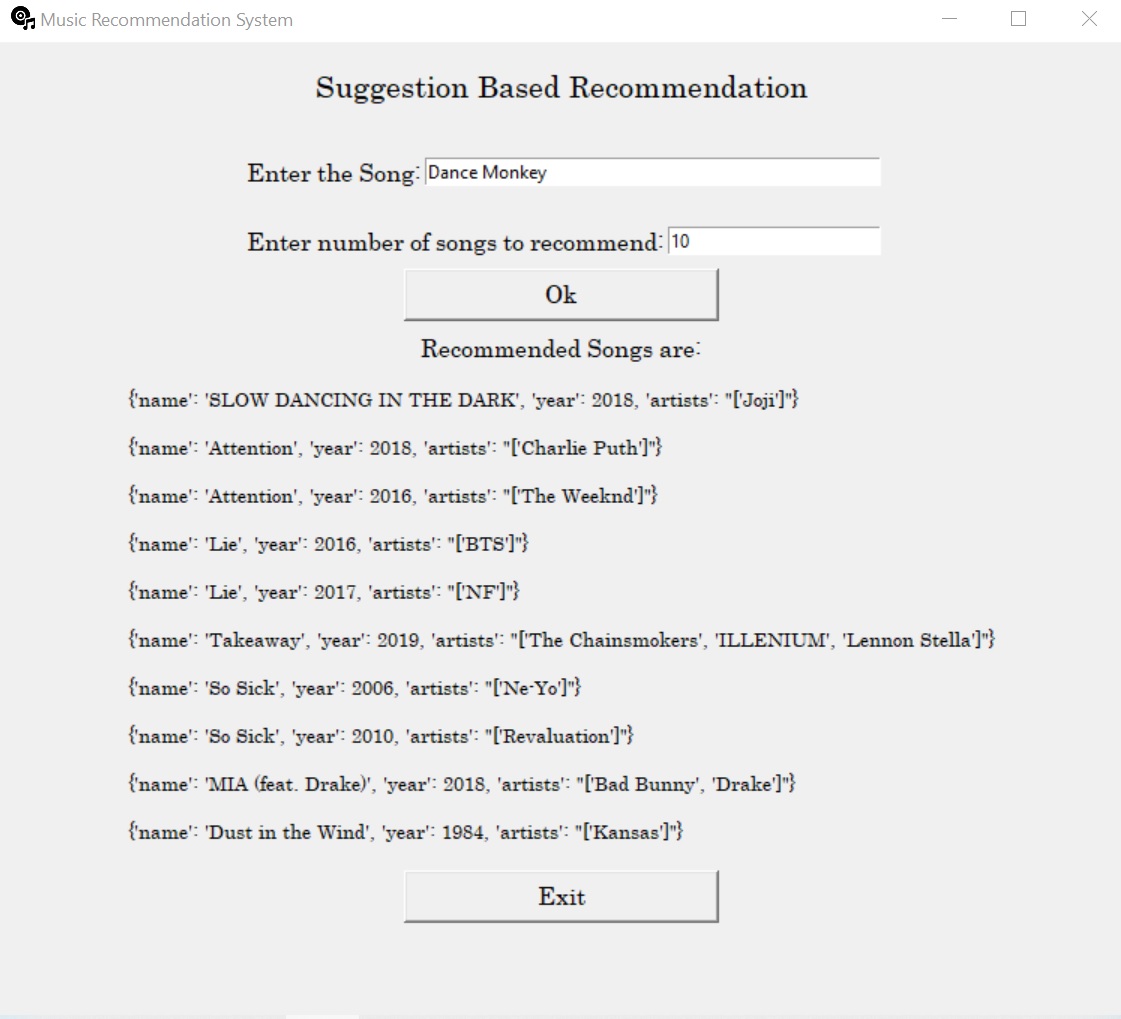 Music Recommendation System
Suggestion Based Recommendation
Enter the Song: Dance Monkey
Enter number of songs to recommend: 10
Ok
Recommended Songs are:
{'name': 'SLOW DANCING IN THE DARK', 'year': 2018, 'artists': "['Joji']"}
{'name': 'Attention', 'year': 2018, 'artists': "['Charlie Puth']"}
{'name': 'Attention', 'year': 2016, 'artists': "['The Weeknd']"}
{'name': 'Lie', 'year': 2016, 'artists': "['BTS']"}
{'name': 'Lie', 'year': 2017, 'artists': "['NF']"}
{'name': 'Takeaway', 'year': 2019, 'artists': "['The Chainsmokers', 'ILLENIUM', 'Lennon Stella']"}
{'name': 'So Sick', 'year': 2006, 'artists': "['Ne-Yo']"}
{'name': 'So Sick', 'year': 2010, 'artists': "['Revaluation']"}
{'name': 'MIA (feat. Drake)', 'year': 2018, 'artists': "['Bad Bunny', 'Drake']"}
{'name': 'Dust in the Wind', 'year': 1984, 'artists': "['Kansas']"}
Exit